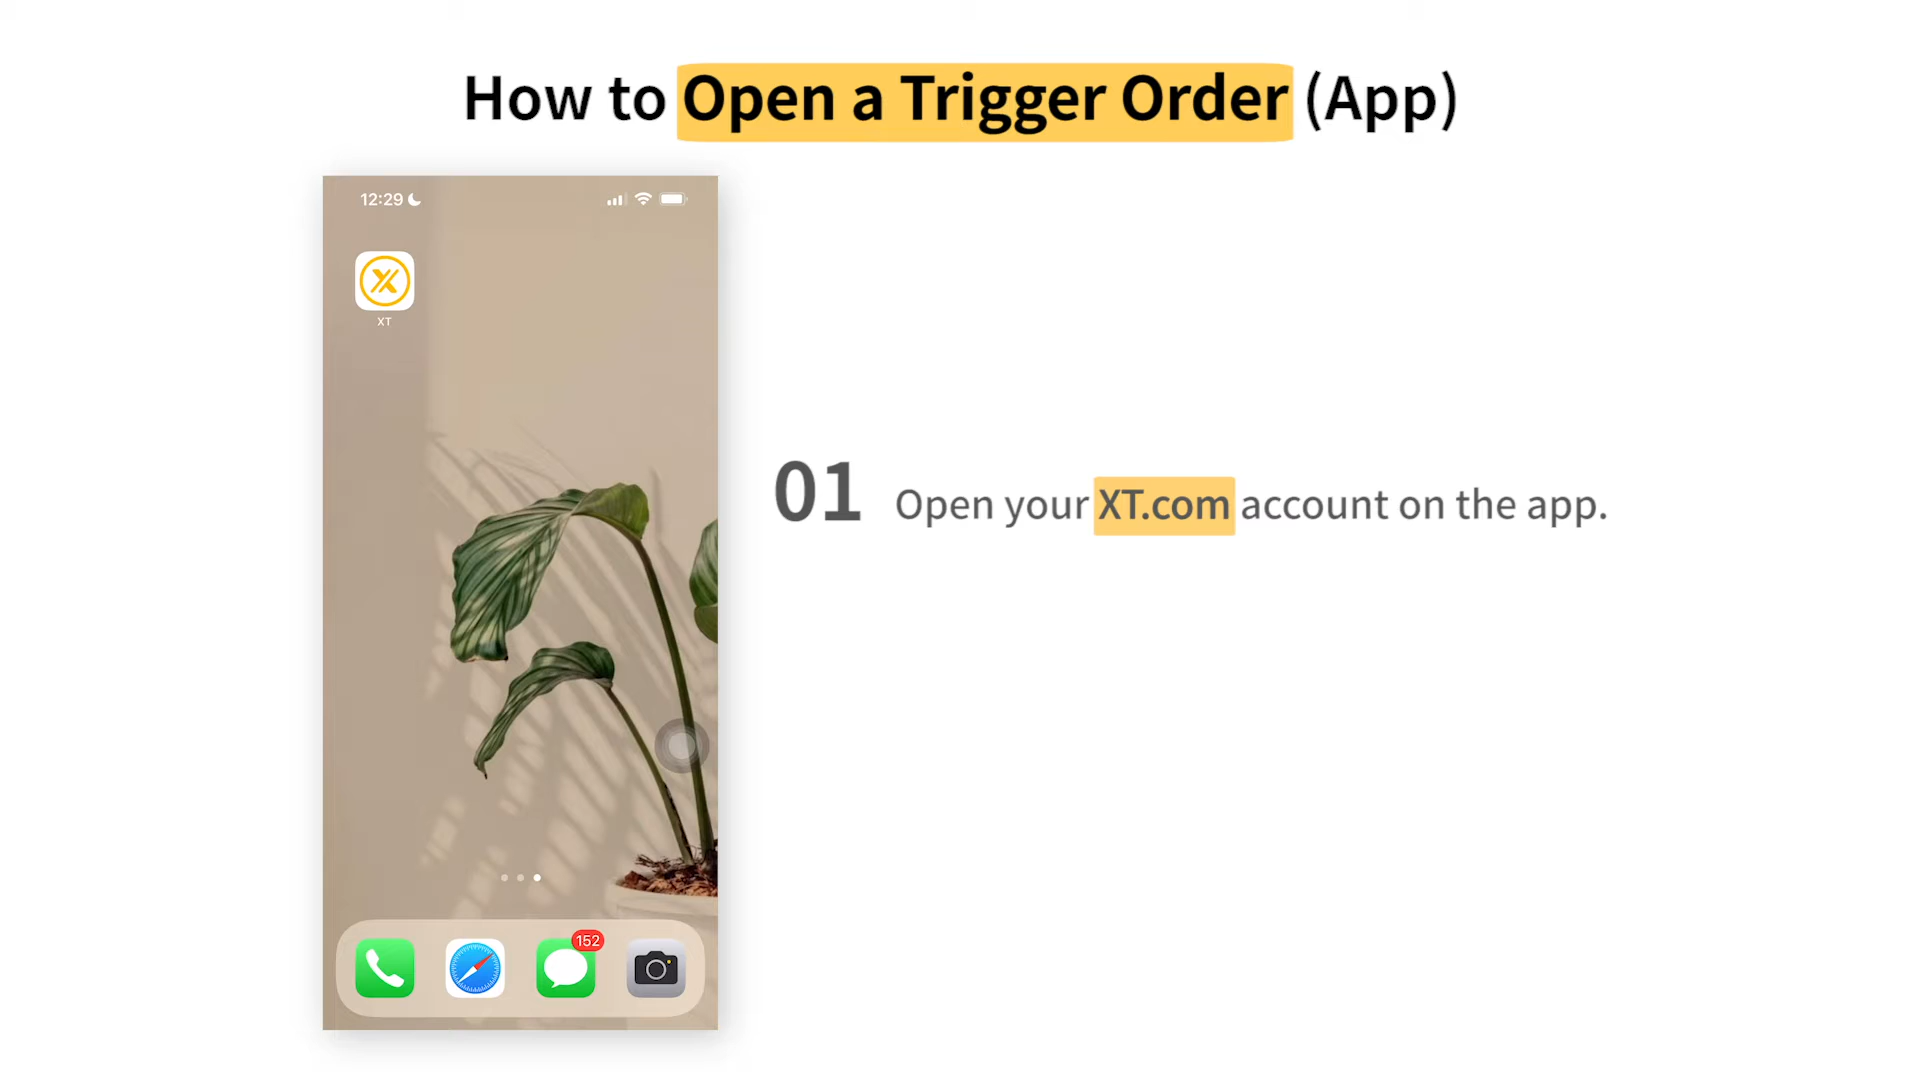 How to Open a Trigger Order (App)
12:29
XT
01 Open your XT.com account on the app.
152